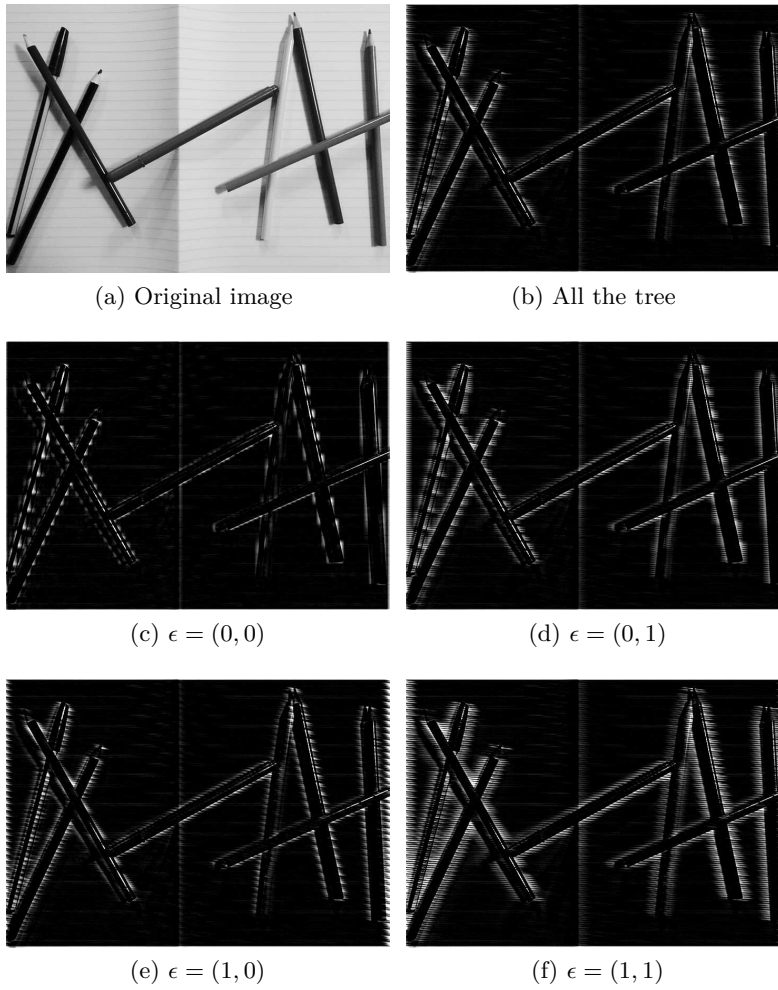 (a) Original image
(b) All the tree
(c) ϵ = (0, 0)
(d) ϵ = (0, 1)
(e) ϵ = (1, 0)
(f) ϵ = (1, 1)